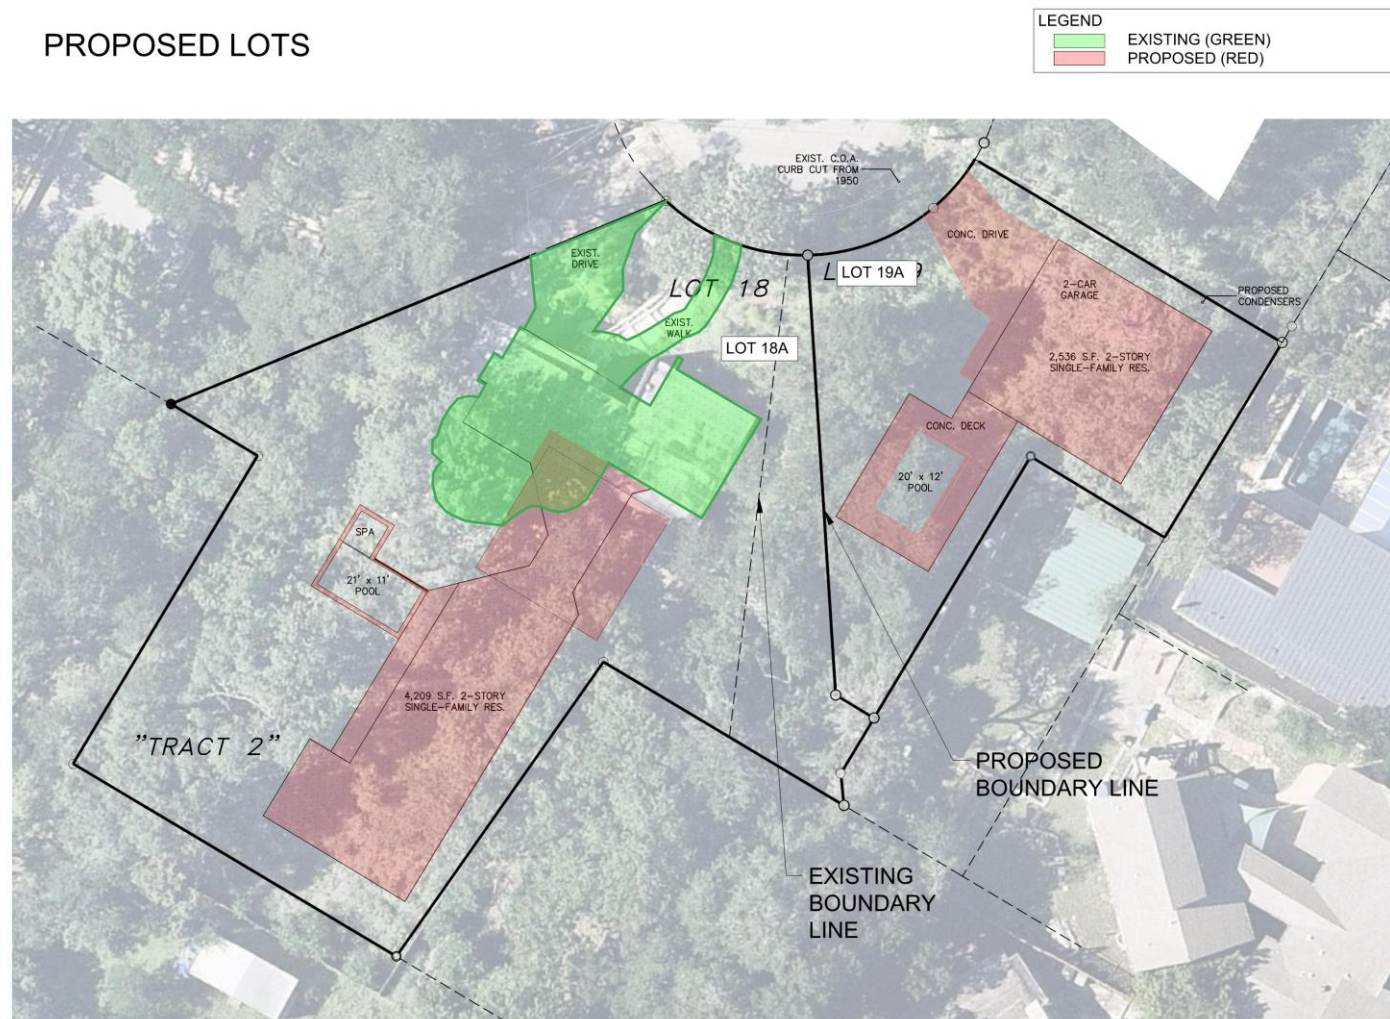 PROPOSED LOTS
LEGEND
EXISTING (GREEN)
PROPOSED (RED)
EXIST. C.O.A.
CURB CUT FROM
1950
CONC. DRIVE
EXIST.
DRIVE
LOT 18
LOT 19A
9
2-CAR
GARAGE
PROPOSED
CONDENSERS
EXIST.
WALK
LOT 18A
2,536 S.F. 2-STORY
SINGLE-FAMILY RES.
CONC. DECK
20' x 12'
POOL
SPA
21' x 11'
POOL
4,209 S.F. 2-STORY
SINGLE-FAMILY RES.
"TRACT 2"
PROPOSED
BOUNDARY LINE
EXISTING
BOUNDARY
LINE